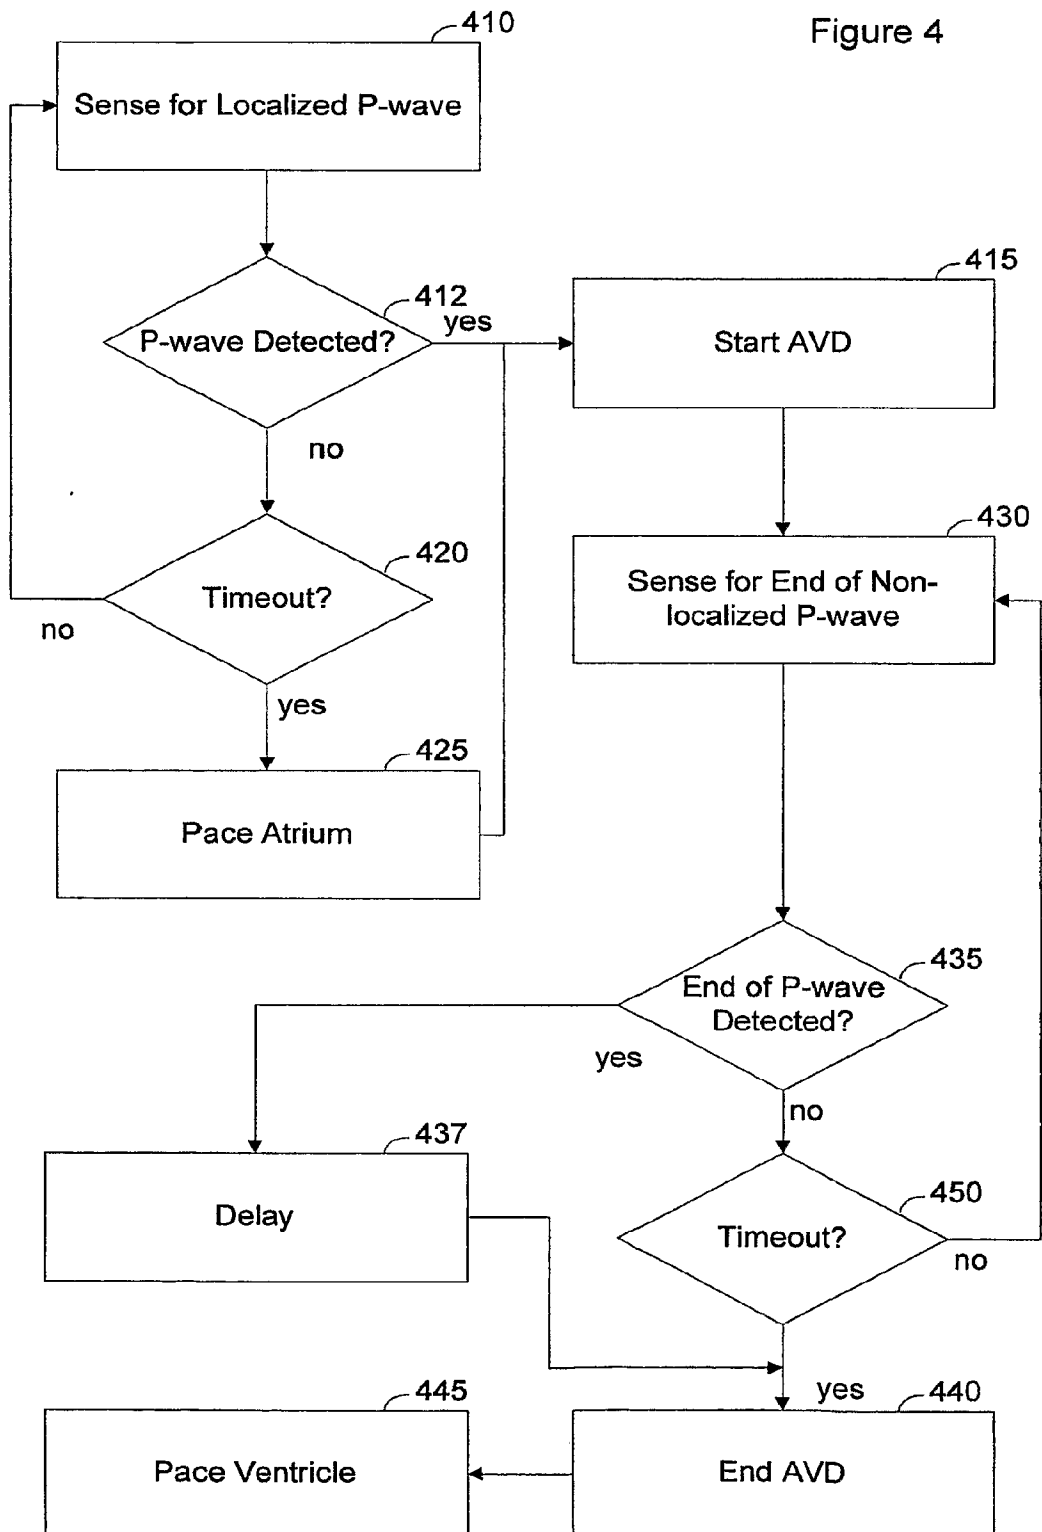 410
Figure 4
Sense for Localized P-wave
412
P-wave Detected?
yes
415
Start AVD
no
420
Timeout?
no
yes
430
Sense for End of Non-
localized P-wave
425
Pace Atrium
435
End of P-wave
Detected?
yes
no
437
Delay
450
Timeout?
no
yes
445
Pace Ventricle
440
End AVD